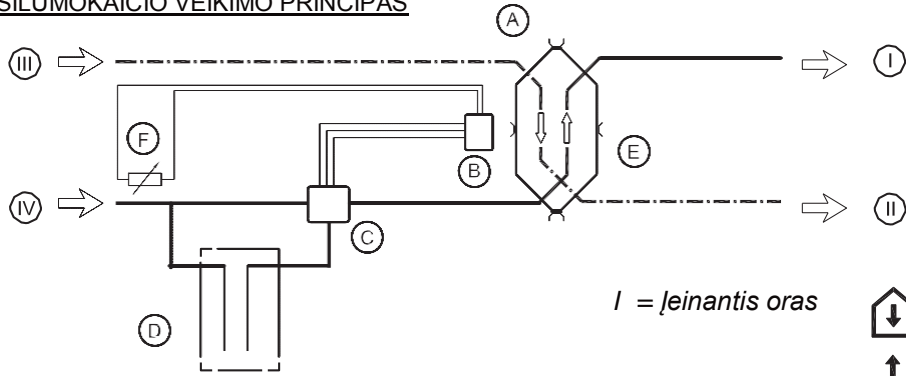 ŠILUMOKAIČIO VEIKIMO PRINCIPAS
A
III
I
F
B
E
IV
C
II
D
I = Įeinantis oras